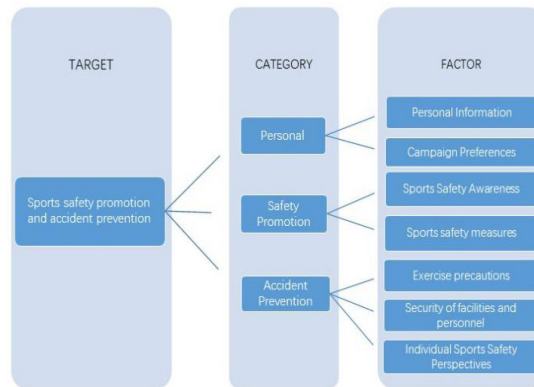 TARGET
CATEGORY
FACTOR
Sports safety promotion
and accident prevention
Personal
Safety
Promotion
Accident
Prevention
Personal Information
Campaign Preferences
Sports Safety Awareness
Sports safety measures
Exercise precautions
Security of facilities and
personnel
Individual Sports Safety
Perspectives